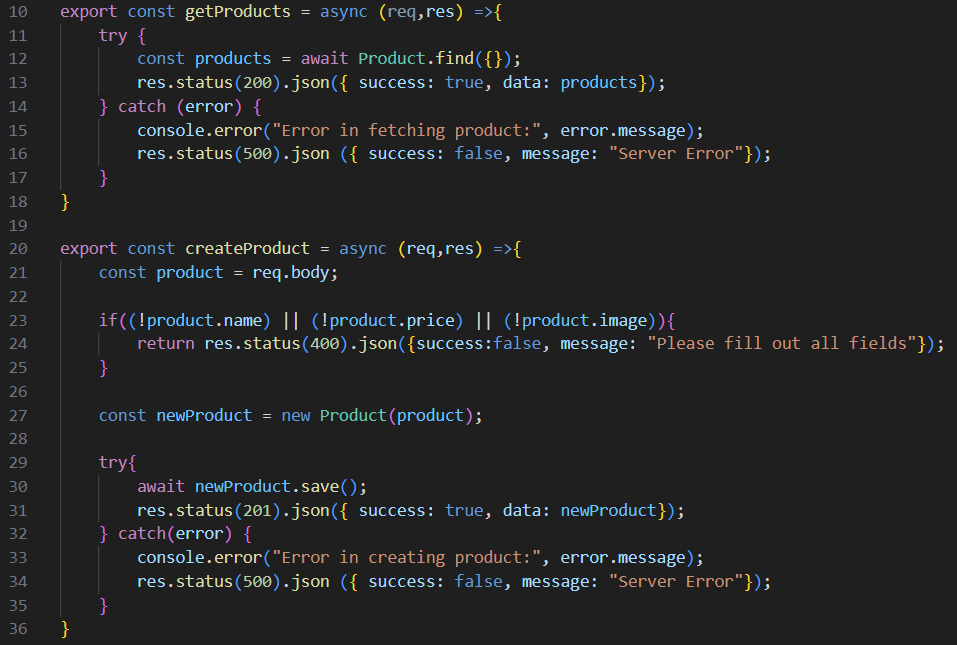 10 export const getProducts = async (req,res) =>{
11     try {
12         const products = await Product.find({});
13         res.status(200).json({ success: true, data: products});
14     } catch (error) {
15         console.error("Error in fetching product:", error.message);
16         res.status(500).json ({ success: false, message: "Server Error"});
17     }
18 }
19
20 export const createProduct = async (req,res) =>{
21     const product = req.body;
22
23     if((!product.name) || (!product.price) || (!product.image)){
24         return res.status(400).json({success:false, message: "Please fill out all fields"});
25     }
26
27     const newProduct = new Product(product);
28
29     try{
30         await newProduct.save();
31         res.status(201).json({ success: true, data: newProduct});
32     } catch(error) {
33         console.error("Error in creating product:", error.message);
34         res.status(500).json ({ success: false, message: "Server Error"});
35     }
36 }